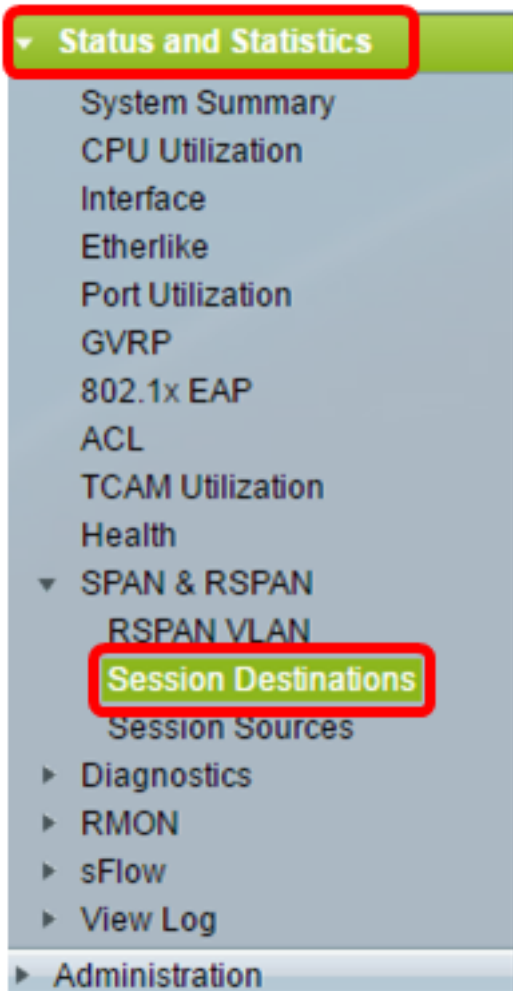 Status and Statistics
System Summary
CPU Utilization
Interface
Etherlike
Port Utilization
GVRP
802.1x EAP
ACL
TCAM Utilization
Health
SPAN & RSPAN
RSPAN VLAN
Session Destinations
Session Sources
Diagnostics
RMON
sFlow
View Log
Administration